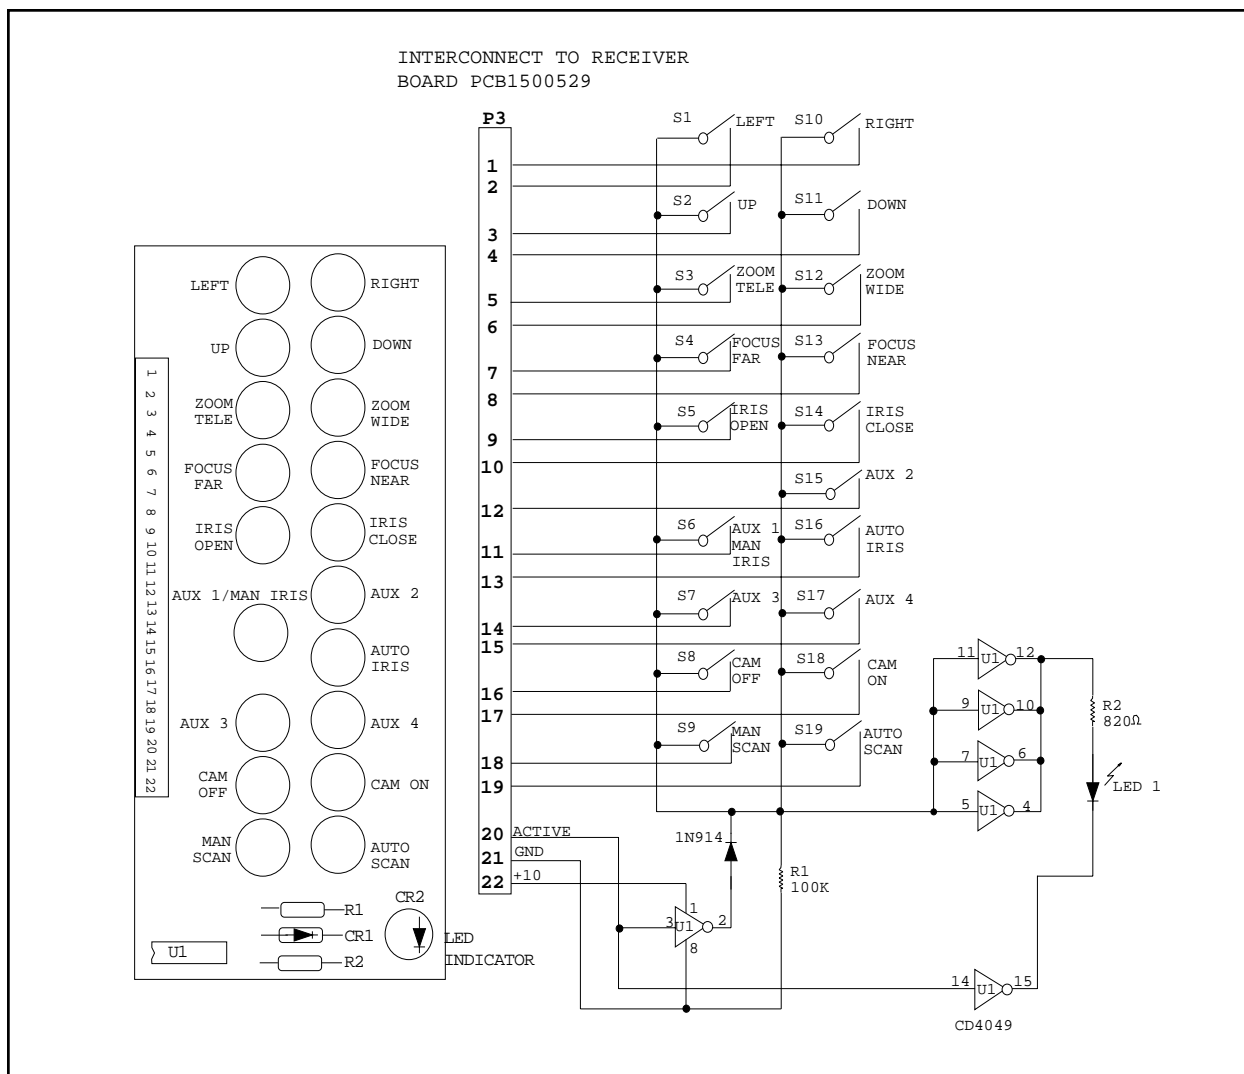 INTERCONNECT TO RECEIVER
BOARD PCB1500529
P3
1
2
3
4
5
6
7
8
9
10
12
11
13
14
15
16
17
18
19
20 ACTIVE
21 GND
22 +10
S1 LEFT
S10 RIGHT
S2 UP
S11 DOWN
S3 ZOOM
TELE
S12 ZOOM
WIDE
S4 FOCUS
FAR
S13 FOCUS
NEAR
S5 IRIS
OPEN
S14 IRIS
CLOSE
S15 AUX 2
S6 AUX 1
MAN
IRIS
S16 AUTO
IRIS
S7 AUX 3
S17 AUX 4
S8 CAM
OFF
S18 CAM
ON
S9 MAN
SCAN
S19 AUTO
SCAN
LEFT
RIGHT
UP
DOWN
ZOOM
TELE
ZOOM
WIDE
FOCUS
FAR
FOCUS
NEAR
IRIS
OPEN
IRIS
CLOSE
AUX 1/MAN IRIS
AUX 2
AUTO
IRIS
AUX 3
AUX 4
CAM
OFF
CAM ON
MAN
SCAN
AUTO
SCAN
1
2
3
4
5
6
7
8
9
10
11
12
13
14
15
16
17
18
19
20
21
22
U1
R1
CR1
R2
CR2
LED
INDICATOR
1N914
R1
100K
3 U1 2
1
8
11 U1 12
9 U1 10
7 U1 6
5 U1 4
R2
820Ω
LED 1
14 U1 15
CD4049